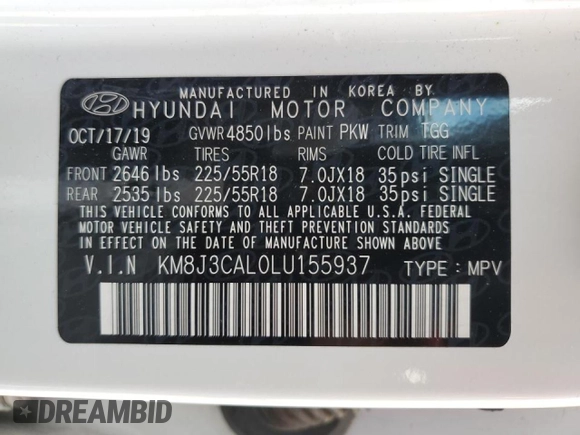 MANUFACTURED IN KOREA BY
HYUNDAI MOTOR COMPANY
OCT/17/19 GVWR 4850 lbs PAINT PKW TRIM TGG
GAWR TIRES RIMS COLD TIRE INFL
FRONT 2646 lbs 225/55R18 7.0JX18 35psi SINGLE
REAR 2535 lbs 225/55R18 7.0JX18 35psi SINGLE
THIS VEHICLE CONFORMS TO ALL APPLICABLE U.S.A. FEDERAL
MOTOR VEHICLE SAFETY AND THEFT PREVENTION STANDARDS
IN EFFECT ON THE DATE OF MANUFACTURE SHOWN ABOVE.
V.I.N KM8J3CAL0LU155937 TYPE : MPV
DREAMBID